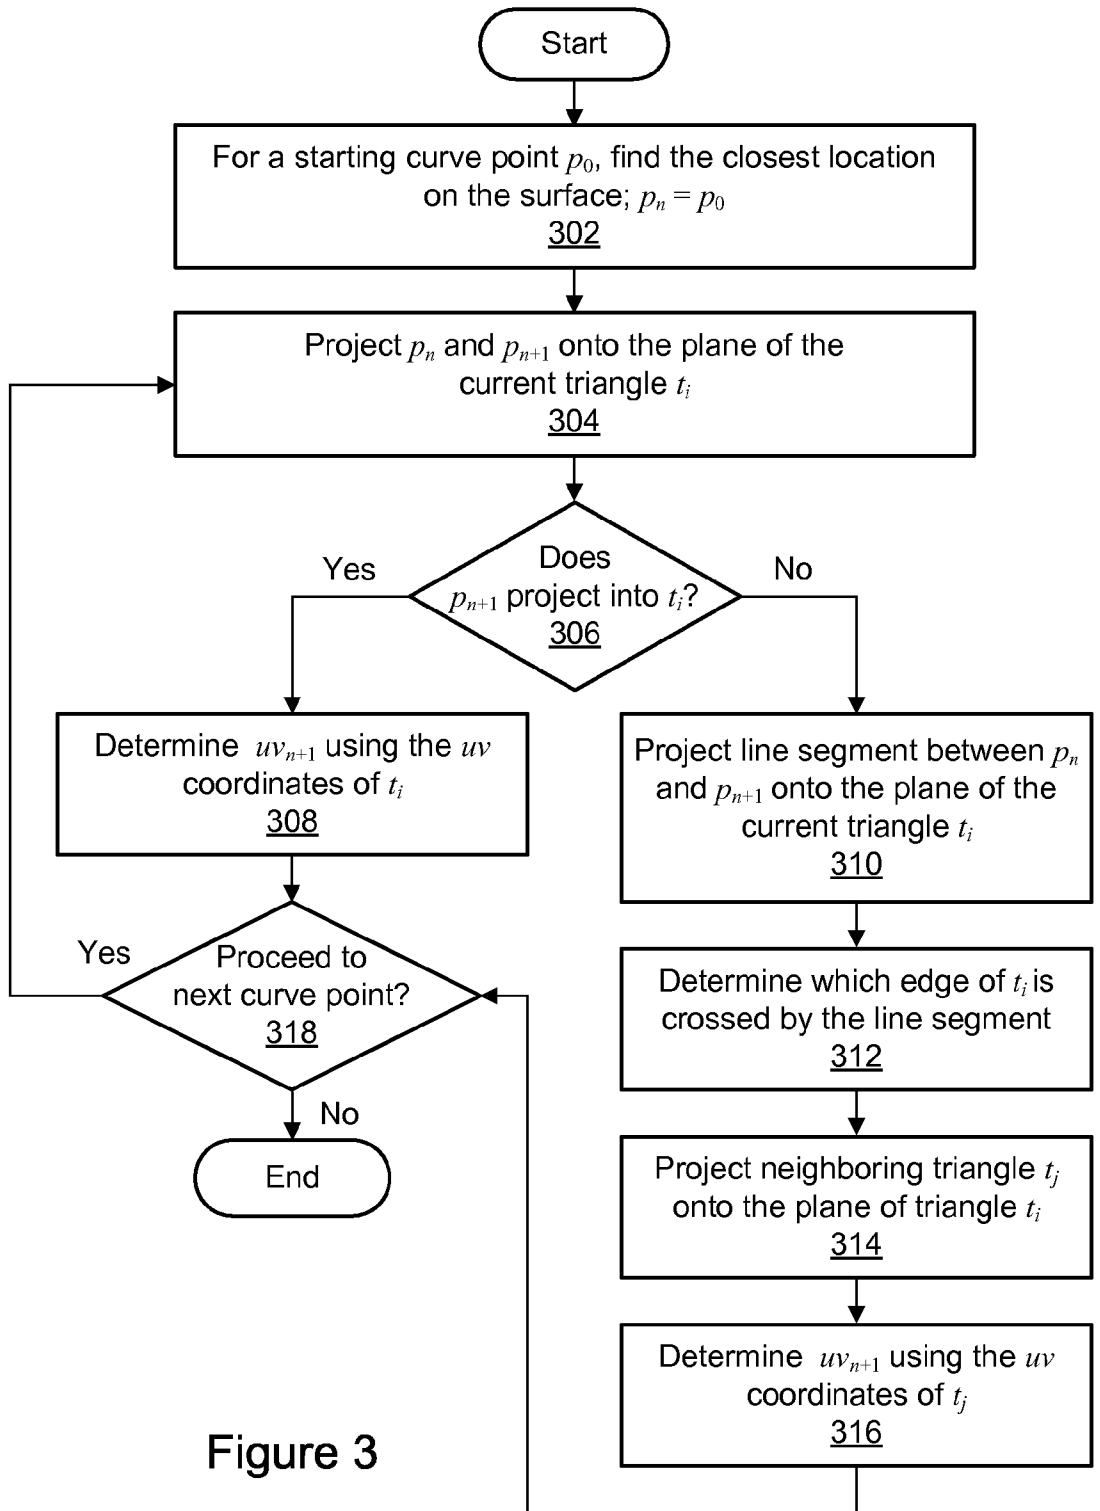 Start
For a starting curve point p0, find the closest location
on the surface; pn = p0
302
Project pn and pn+1 onto the plane of the
current triangle ti
304
Does
pn+1 project into ti?
306
Yes
No
Determine uvn+1 using the uv
coordinates of ti
308
Project line segment between pn
and pn+1 onto the plane of the
current triangle ti
310
Yes
Proceed to
next curve point?
318
No
End
Determine which edge of ti is
crossed by the line segment
312
Project neighboring triangle tj
onto the plane of triangle ti
314
Determine uvn+1 using the uv
coordinates of tj
316
Figure 3